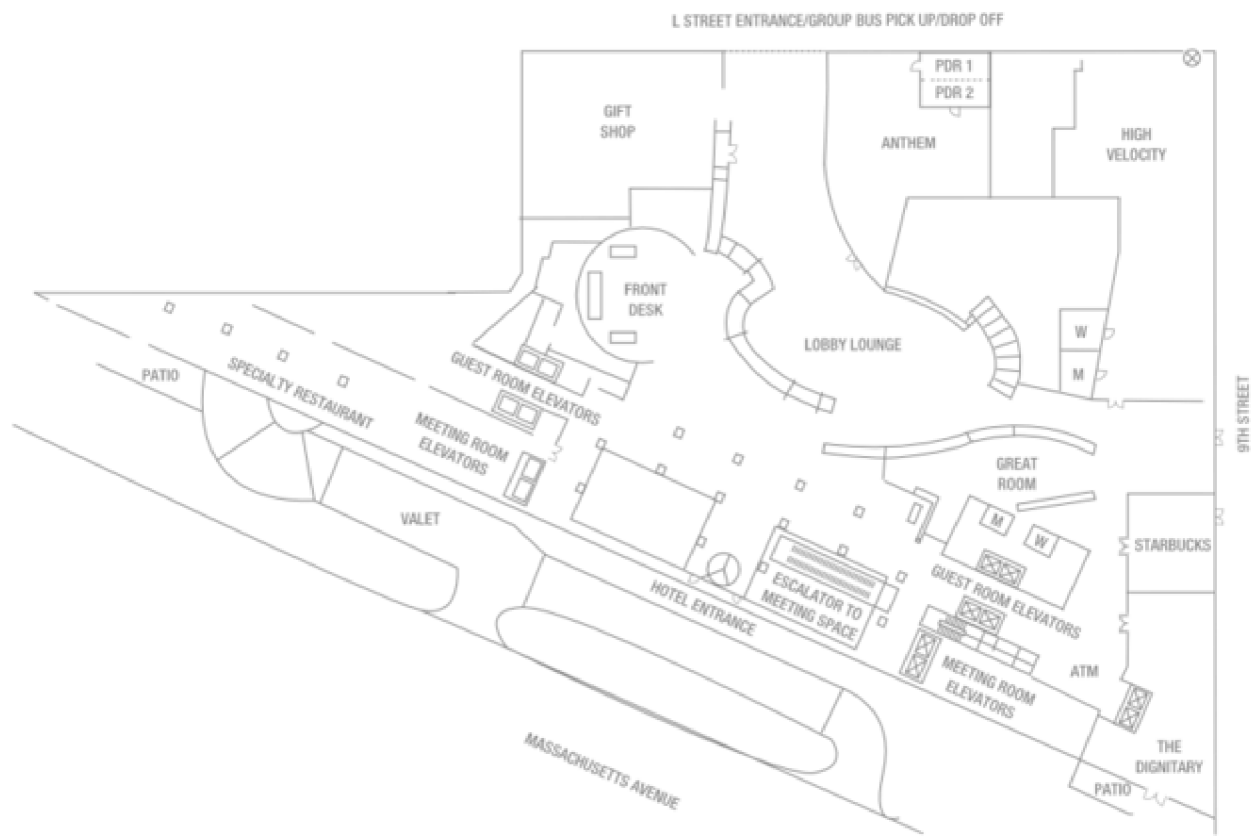 L STREET ENTRANCE/GROUP BUS PICK UP/DROP OFF
PDR 1
PDR 2
GIFT
SHOP
ANTHEM
HIGH
VELOCITY
FRONT
DESK
LOBBY LOUNGE
W
M
PATIO
SPECIALTY RESTAURANT
GUEST ROOM ELEVATORS
MEETING ROOM
ELEVATORS
9TH STREET
GREAT
ROOM
VALET
M
W
STARBUCKS
HOTEL ENTRANCE
ESCALATOR TO
MEETING SPACE
GUEST ROOM ELEVATORS
MEETING ROOM
ELEVATORS
ATM
THE
DIGNITARY
PATIO
MASSACHUSETTS AVENUE